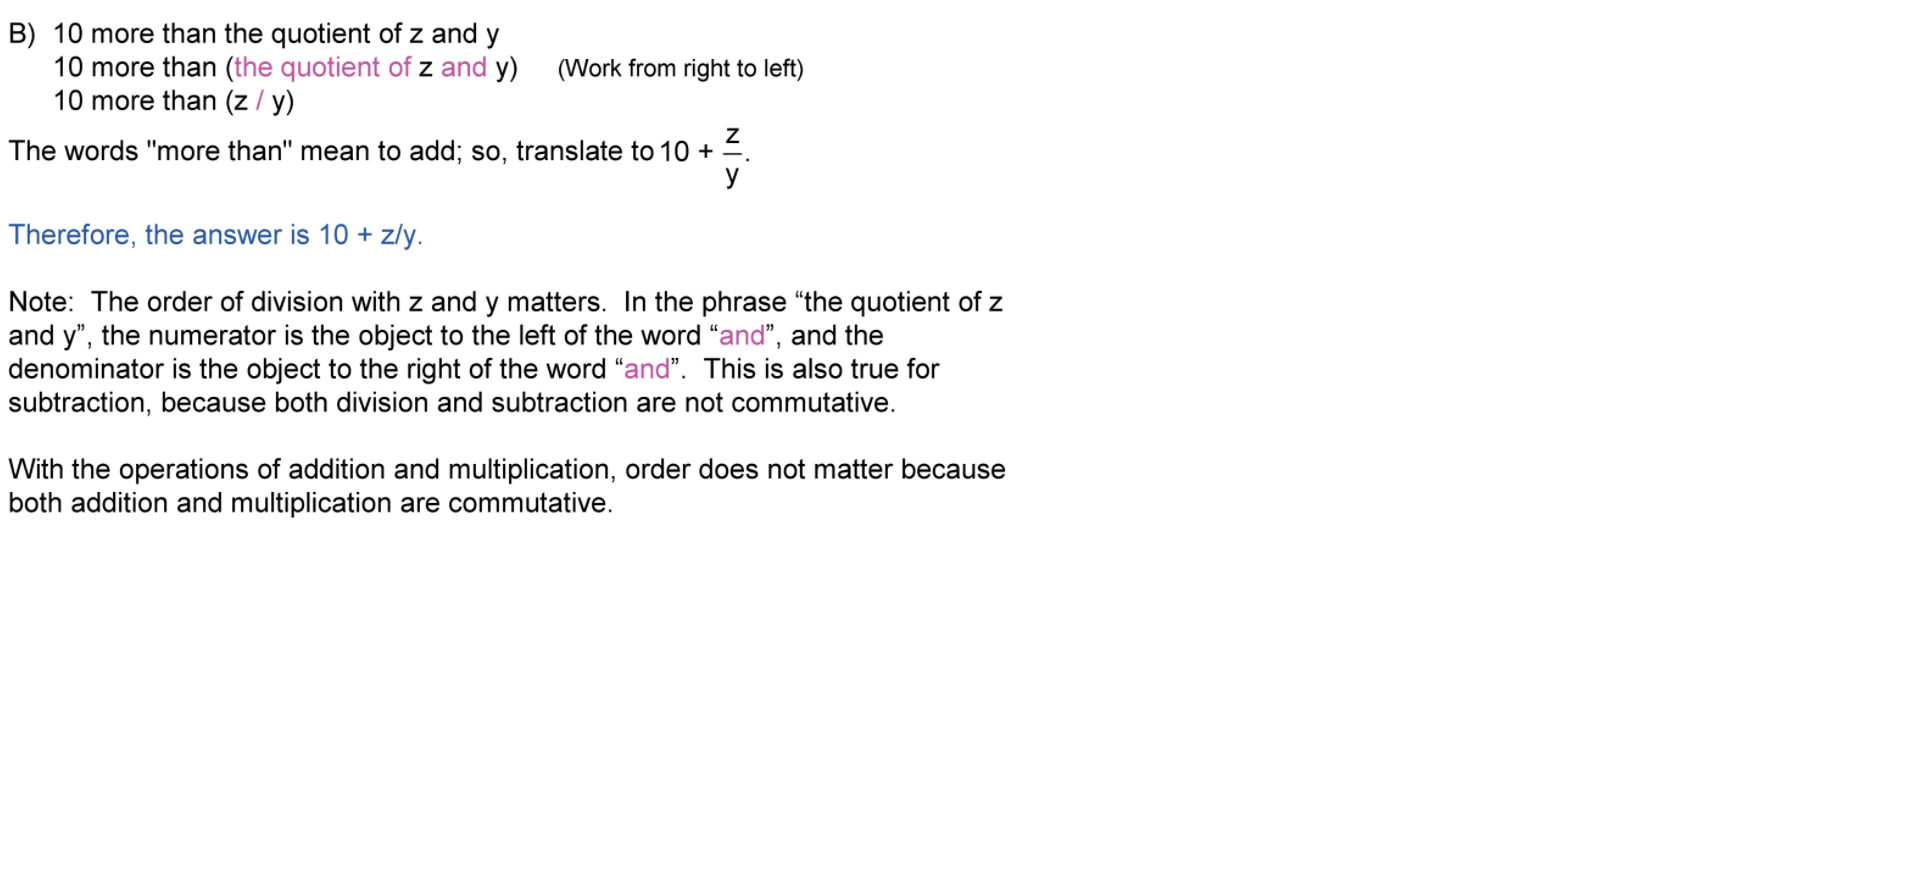 B)  10 more than the quotient of z and y
10 more than (the quotient of z and y)     (Work from right to left)
10 more than (z / y)
The words "more than" mean to add; so, translate to 10 + z/y.
Therefore, the answer is 10 + z/y.
Note:  The order of division with z and y matters.  In the phrase “the quotient of z
and y”, the numerator is the object to the left of the word “and”, and the
denominator is the object to the right of the word “and”.  This is also true for
subtraction, because both division and subtraction are not commutative.
With the operations of addition and multiplication, order does not matter because
both addition and multiplication are commutative.